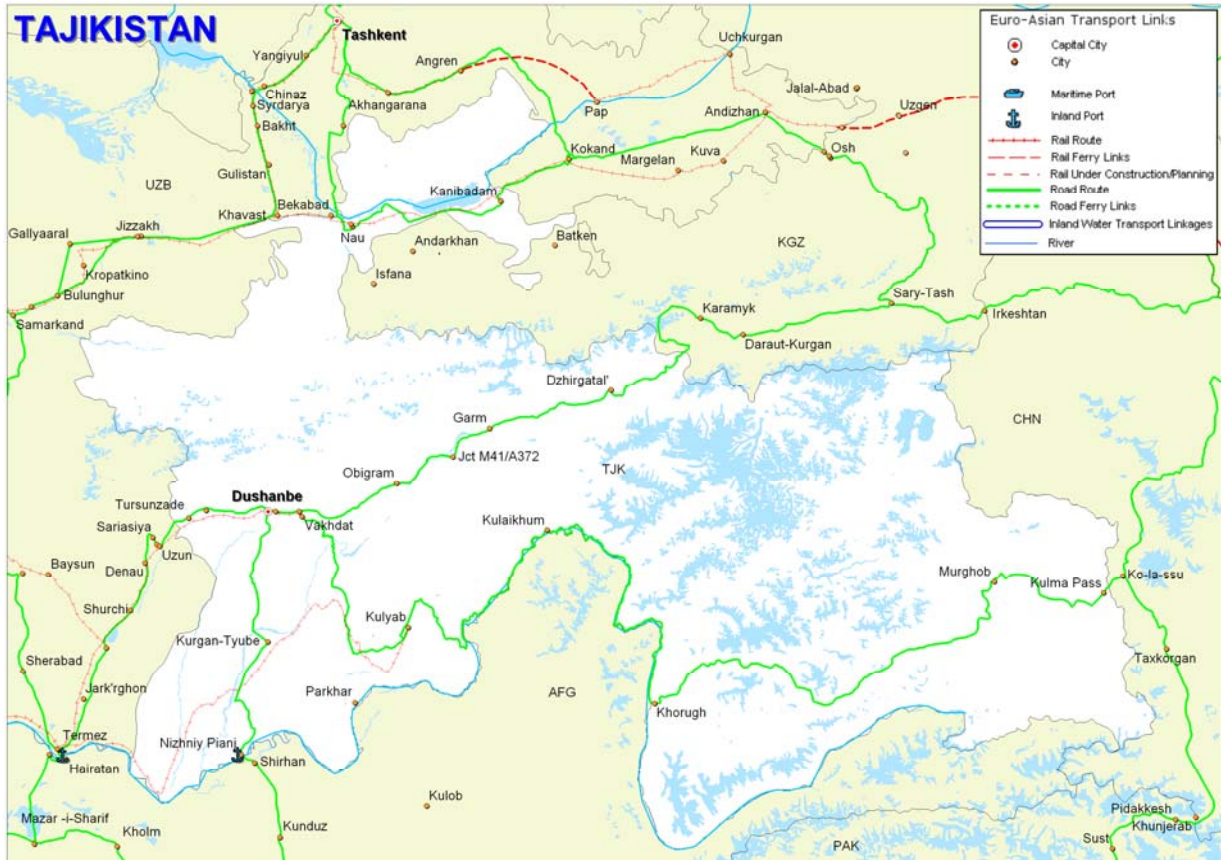 TAJIKISTAN
Tashkent
Yangiyul
Angren
Uchkurgan
Chinaz
Syrdarya
Akhangarana
Pap
Jalal-Abad
Uzgen
Bakht
Andizhan
Gulistan
Kokand
Margelan
Kuva
Osh
UZB
Kanibadam
Khavast
Bekabad
Gallyaaral
Jizzakh
Nau
Andarkhan
Batken
KGZ
Kropatkino
Isfana
Bulunghur
Samarkand
Karamyk
Sary-Tash
Irkeshtan
Daraut-Kurgan
Dzhirgatal'
Garm
CHN
Jct M41/A372
TJK
Obigram
Dushanbe
Tursunzade
Vakhdat
Kulaikhum
Sariasiya
Uzun
Baysun
Denau
Murghob
Kulma Pass
Ko-la-ssu
Shurchi
Kulyab
Kurgan-Tyube
Sherabad
Taxkorgan
Jark'rghon
Parkhar
AFG
Khorugh
Termez
Nizhniy Pianj
Hairatan
Shirhan
Kulob
Mazar -i-Sharif
Kholm
Kunduz
Pidakkesh
Khunjerab
Sust
PAK
Euro-Asian Transport Links
Capital City
City
Maritime Port
Inland Port
Rail Route
Rail Ferry Links
Rail Under Construction/Planning
Road Route
Road Ferry Links
Inland Water Transport Linkages
River